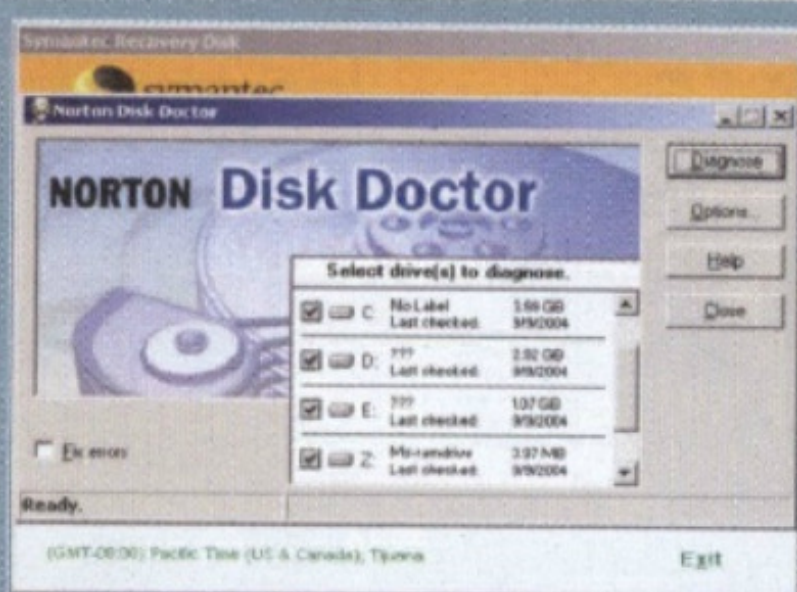 Symantec Recovery Disk
symantec
Norton Disk Doctor
NORTON Disk Doctor
Diagnose
Options...
Help
Close
Select drive(s) to diagnose.
C: No Label GB
Last checked: 9/9/2004
D: ??? 2.92 GB
Last checked: 9/9/2004
E: ??? 1.07 GB
Last checked: 9/9/2004
Z: Ms-ramdrive 3.97 MB
Last checked: 9/9/2004
Fix errors
Ready.
(GMT-08:00) Pacific Time (US & Canada), Tijuana
Exit